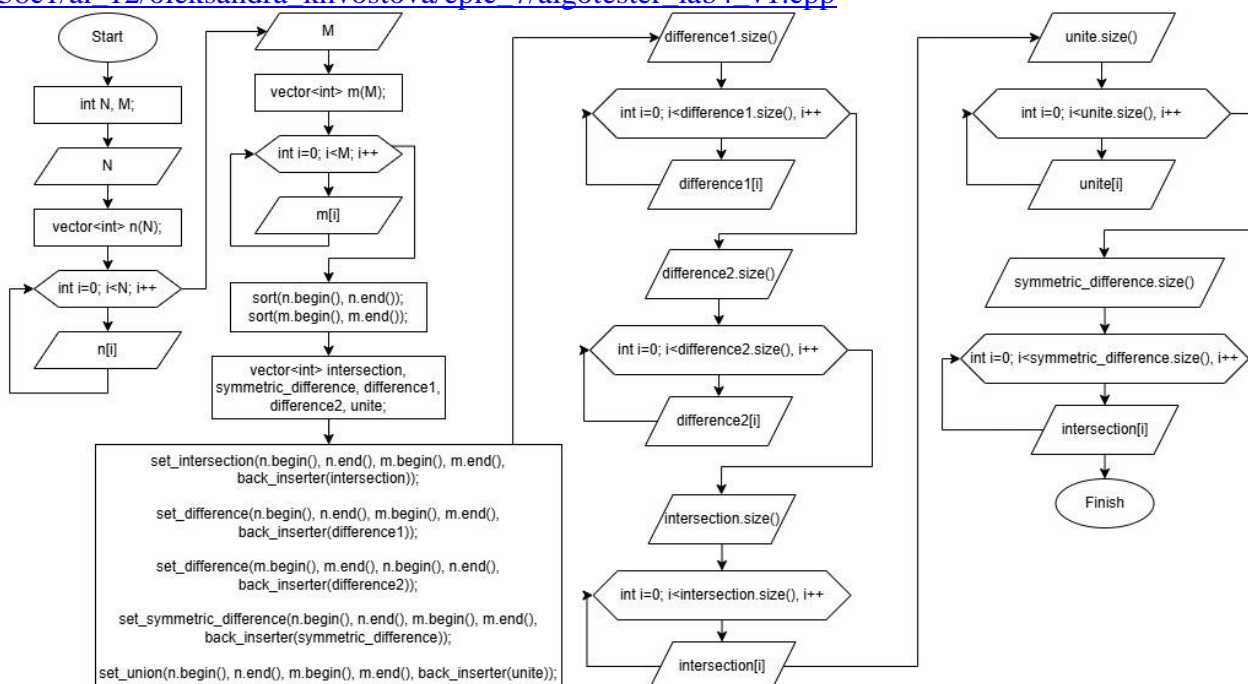 Start
int N, M;
N
vector<int> n(N);
int i=0; i<N; i++
n[i]
M
vector<int> m(M);
int i=0; i<M; i++
m[i]
sort(n.begin(), n.end());
sort(m.begin(), m.end());
vector<int> intersection,
symmetric_difference, difference1,
difference2, unite;
set_intersection(n.begin(), n.end(), m.begin(), m.end(),
back_inserter(intersection));
set_difference(n.begin(), n.end(), m.begin(), m.end(),
back_inserter(difference1));
set_difference(m.begin(), m.end(), n.begin(), n.end(),
back_inserter(difference2));
set_symmetric_difference(n.begin(), n.end(), m.begin(), m.end(),
back_inserter(symmetric_difference));
set_union(n.begin(), n.end(), m.begin(), m.end(), back_inserter(unite));
difference1.size()
int i=0; i<difference1.size(), i++
difference1[i]
difference2.size()
int i=0; i<difference2.size(), i++
difference2[i]
intersection.size()
int i=0; i<intersection.size(), i++
intersection[i]
unite.size()
int i=0; i<unite.size(), i++
unite[i]
symmetric_difference.size()
int i=0; i<symmetric_difference.size(), i++
intersection[i]
Finish